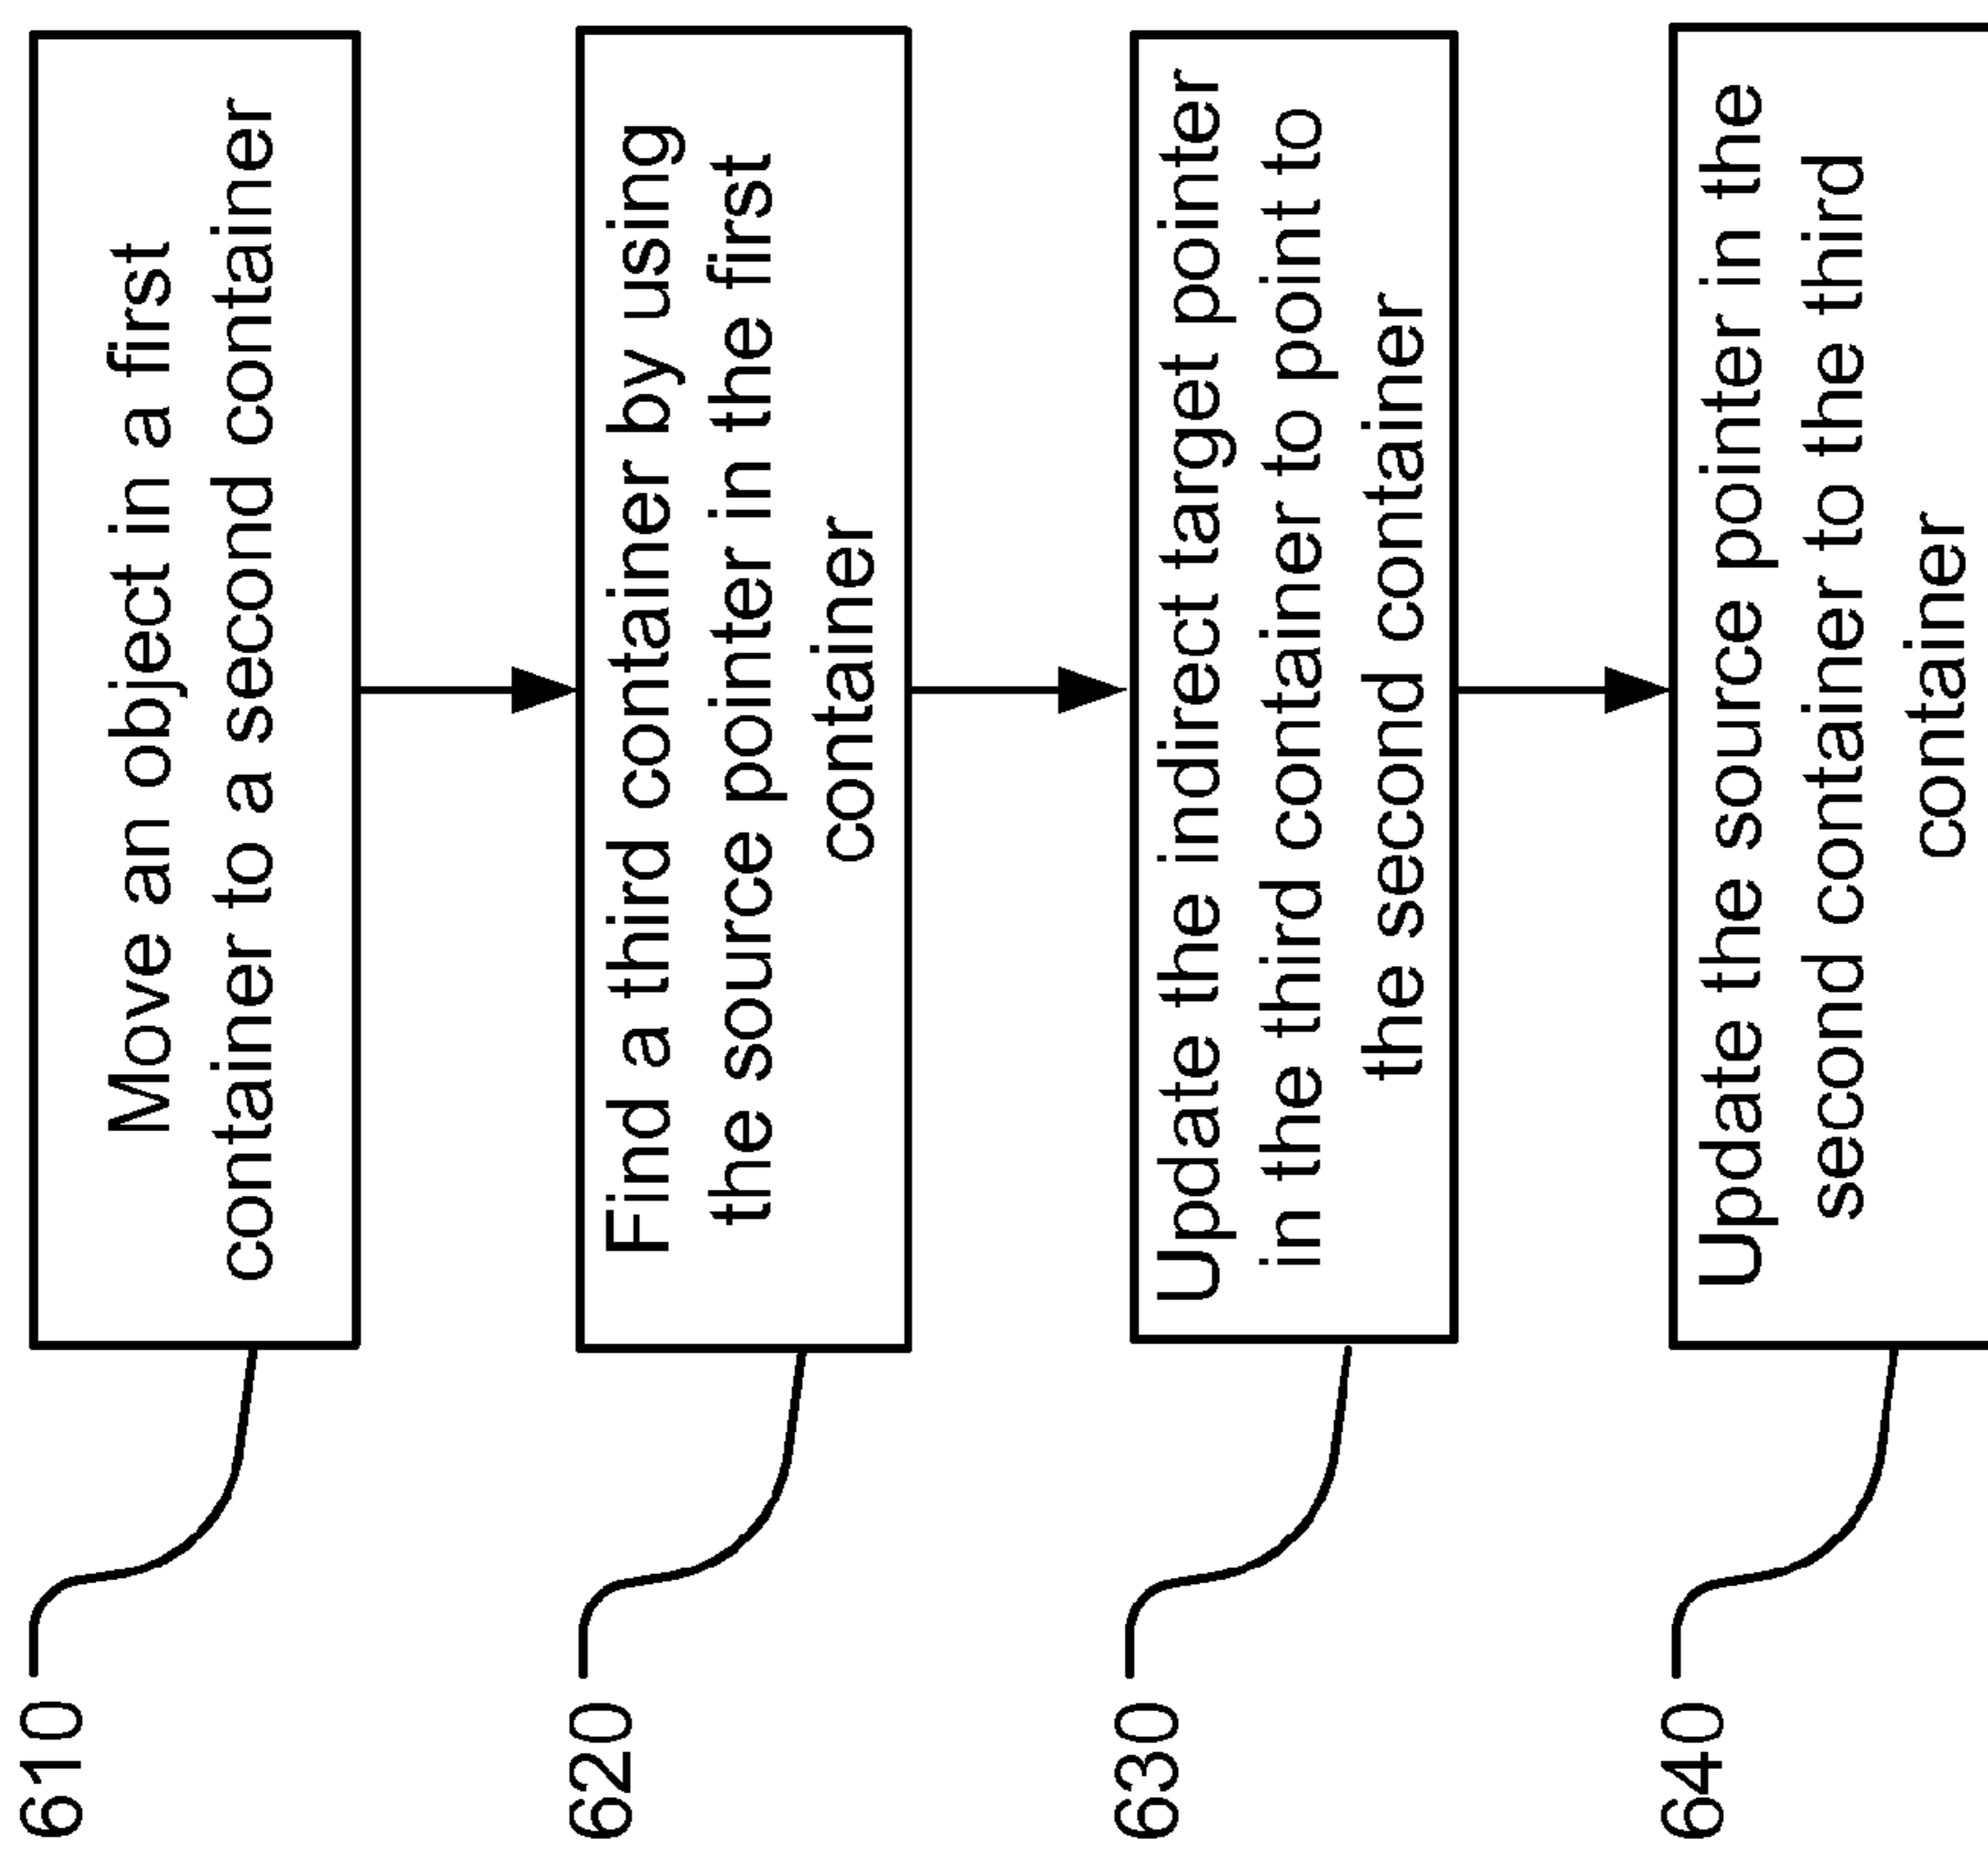 610
Move an object in a first
container to a second container
620
Find a third container by using
the source pointer in the first
container
630
Update the indirect target pointer
in the third container to point to
the second container
640
Update the source pointer in the
second container to the third
container